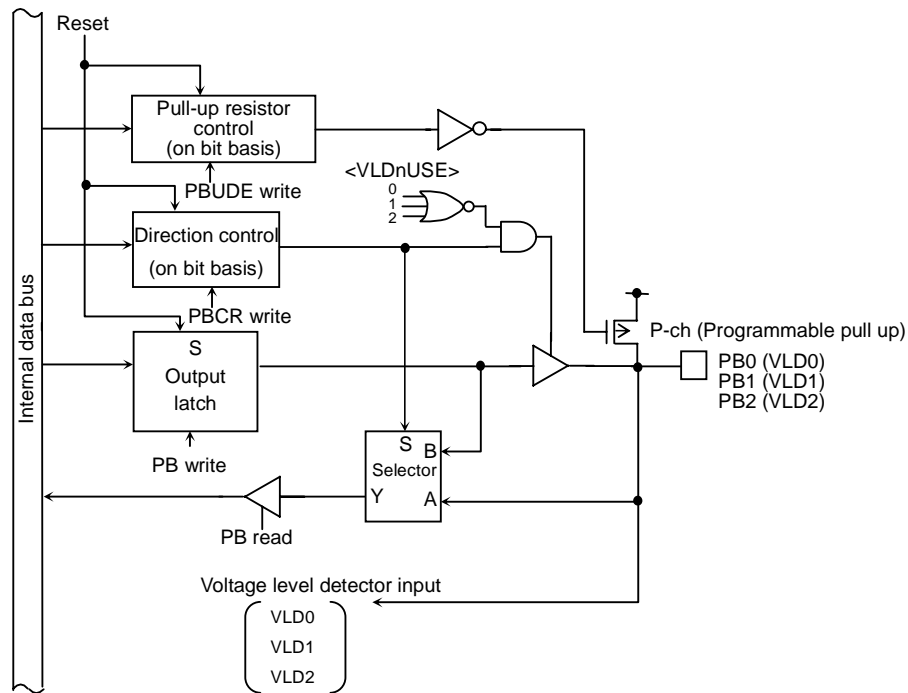 Reset
Pull-up resistor
control
(on bit basis)
PBUDE write
<VLDnUSE>
0
1
2
Direction control
(on bit basis)
PBCR write
Internal data bus
S
Output
latch
PB write
P-ch (Programmable pull up)
PB0 (VLD0)
PB1 (VLD1)
PB2 (VLD2)
S
B
Selector
Y
A
PB read
Voltage level detector input
VLD0
VLD1
VLD2